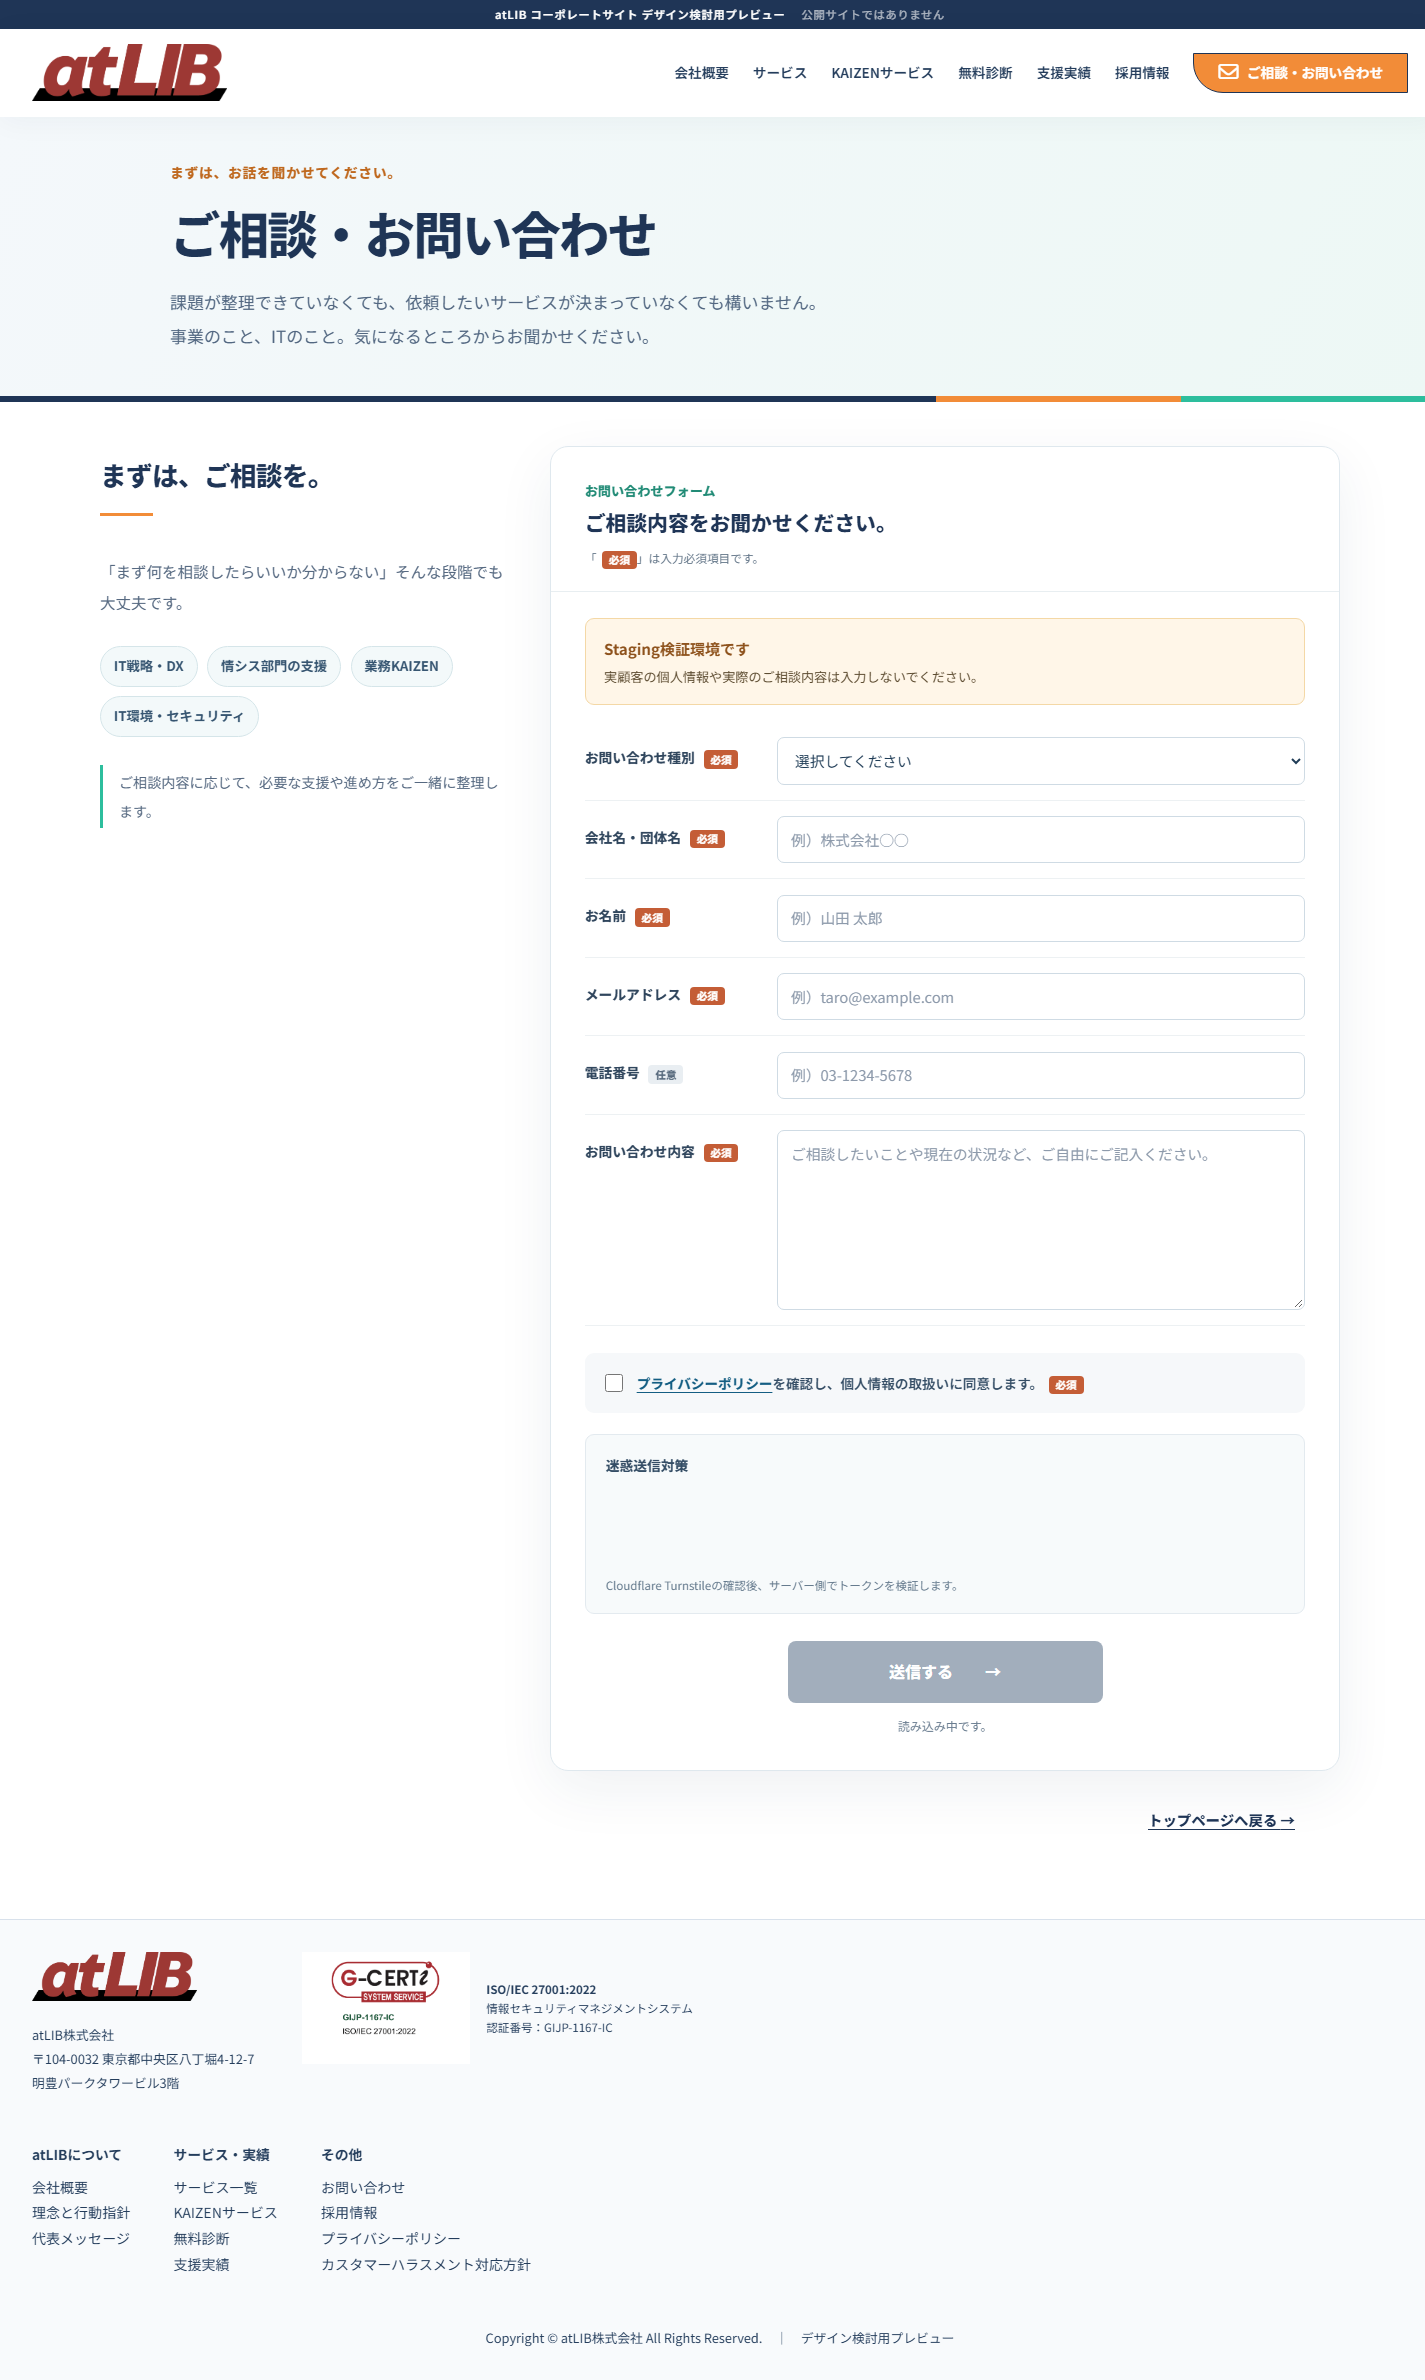 atLIB コーポレートサイト デザイン検討用プレビュー 公開サイトではありません
atLIB
会社概要 サービス KAIZENサービス 無料診断 支援実績 採用情報 ご相談・お問い合わせ
まずは、お話を聞かせてください。
ご相談・お問い合わせ
課題が整理できていなくても、依頼したいサービスが決まっていなくても構いません。
事業のこと、ITのこと。気になるところからお聞かせください。
まずは、ご相談を。
「まず何を相談したらいいか分からない」そんな段階でも
大丈夫です。
IT戦略・DX 情シス部門の支援 業務KAIZEN
IT環境・セキュリティ
ご相談内容に応じて、必要な支援や進め方をご一緒に整理し
ます。
お問い合わせフォーム
ご相談内容をお聞かせください。
「 必須 」は入力必須項目です。
Staging検証環境です
実顧客の個人情報や実際のご相談内容は入力しないでください。
お問い合わせ種別 必須 選択してください
会社名・団体名 必須 例）株式会社〇〇
お名前 必須 例）山田 太郎
メールアドレス 必須 例）taro@example.com
電話番号 任意 例）03-1234-5678
お問い合わせ内容 必須 ご相談したいことや現在の状況など、ご自由にご記入ください。
プライバシーポリシーを確認し、個人情報の取扱いに同意します。 必須
迷惑送信対策
Cloudflare Turnstileの確認後、サーバー側でトークンを検証します。
送信する →
読み込み中です。
トップページへ戻る →
atLIB
atLIB株式会社
〒104-0032 東京都中央区八丁堀4-12-7
明豊パークタワービル3階
G-CERTi
SYSTEM SERVICE
GIJP-1167-IC
ISO/IEC 27001:2022
ISO/IEC 27001:2022
情報セキュリティマネジメントシステム
認証番号：GIJP-1167-IC
atLIBについて
会社概要
理念と行動指針
代表メッセージ
サービス・実績
サービス一覧
KAIZENサービス
無料診断
支援実績
その他
お問い合わせ
採用情報
プライバシーポリシー
カスタマーハラスメント対応方針
Copyright © atLIB株式会社 All Rights Reserved. ｜ デザイン検討用プレビュー